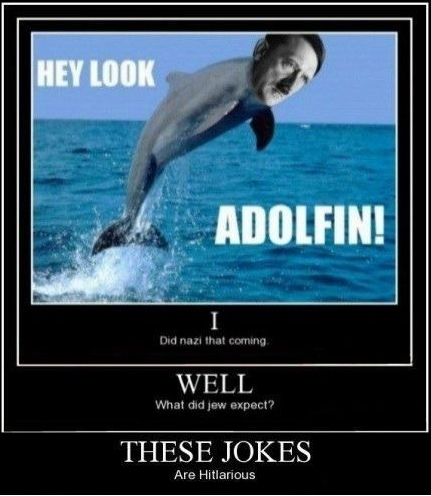 HEY LOOK
ADOLFIN!
I
Did nazi that coming.
WELL
What did jew expect?
THESE JOKES
Are Hitlarious